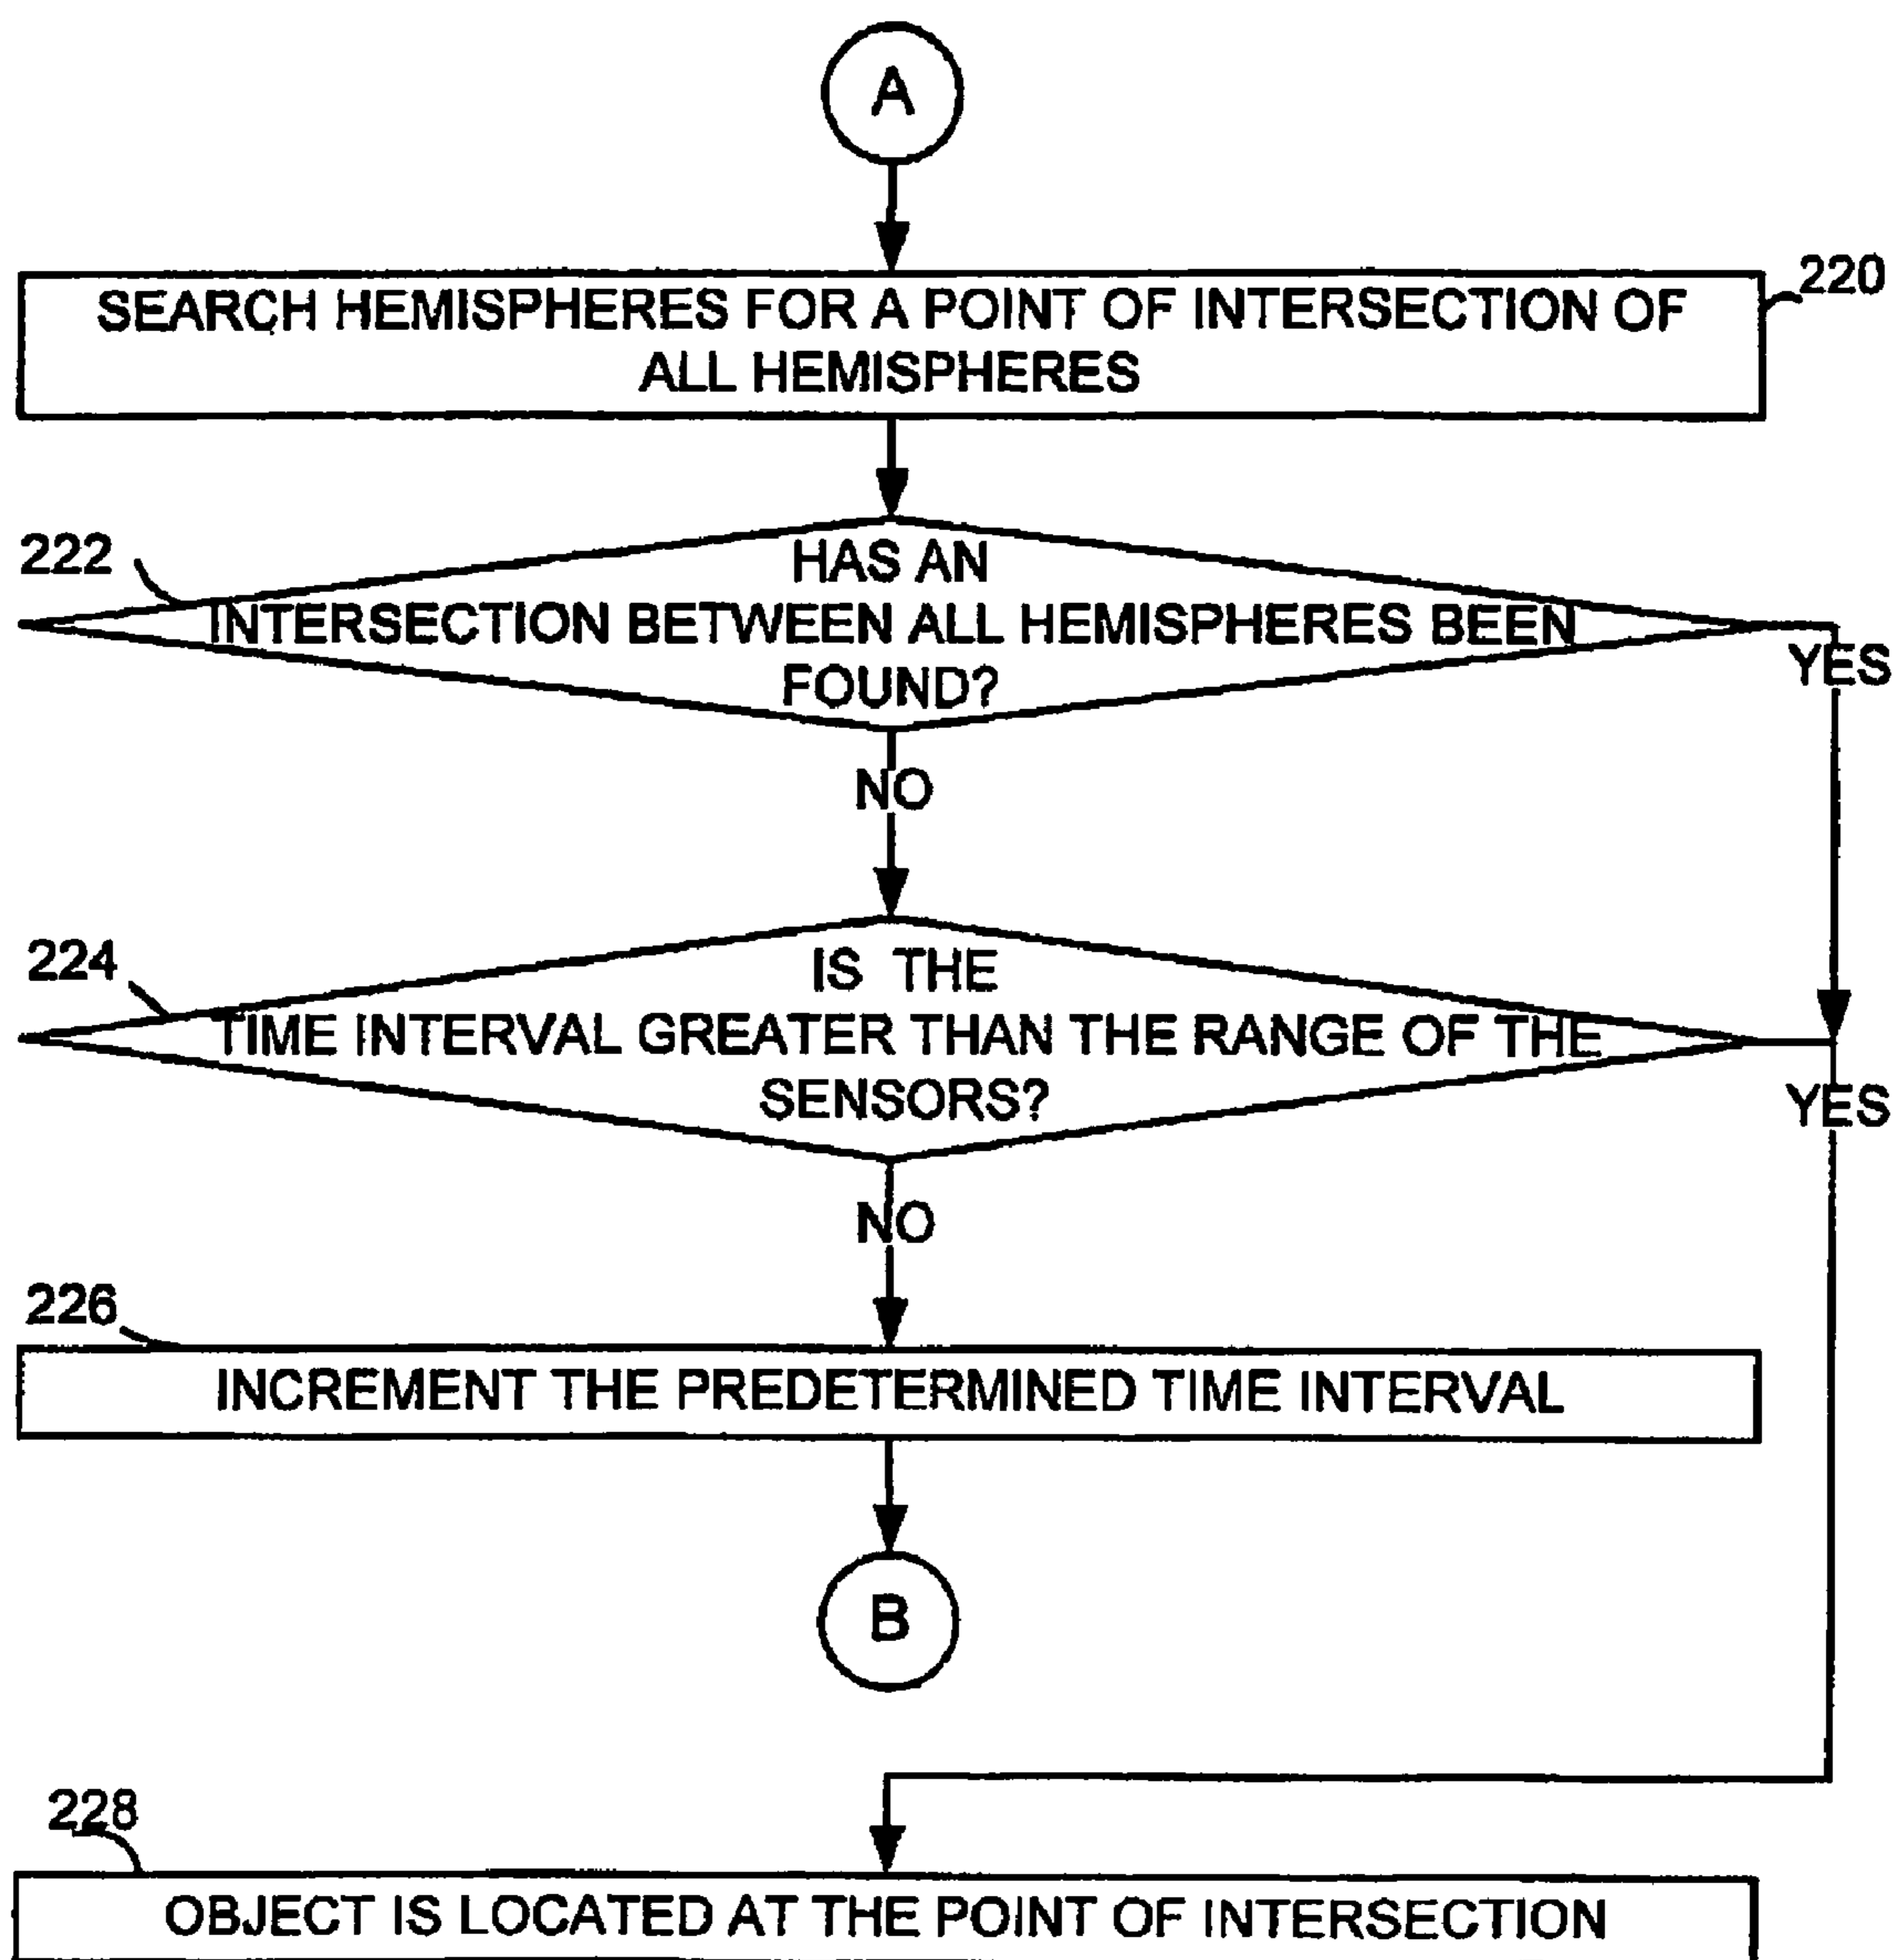 A
220
SEARCH HEMISPHERES FOR A POINT OF INTERSECTION OF
ALL HEMISPHERES
222
HAS AN
INTERSECTION BETWEEN ALL HEMISPHERES BEEN
FOUND?
YES
NO
224
IS THE
TIME INTERVAL GREATER THAN THE RANGE OF THE
SENSORS?
YES
NO
226
INCREMENT THE PREDETERMINED TIME INTERVAL
B
228
OBJECT IS LOCATED AT THE POINT OF INTERSECTION